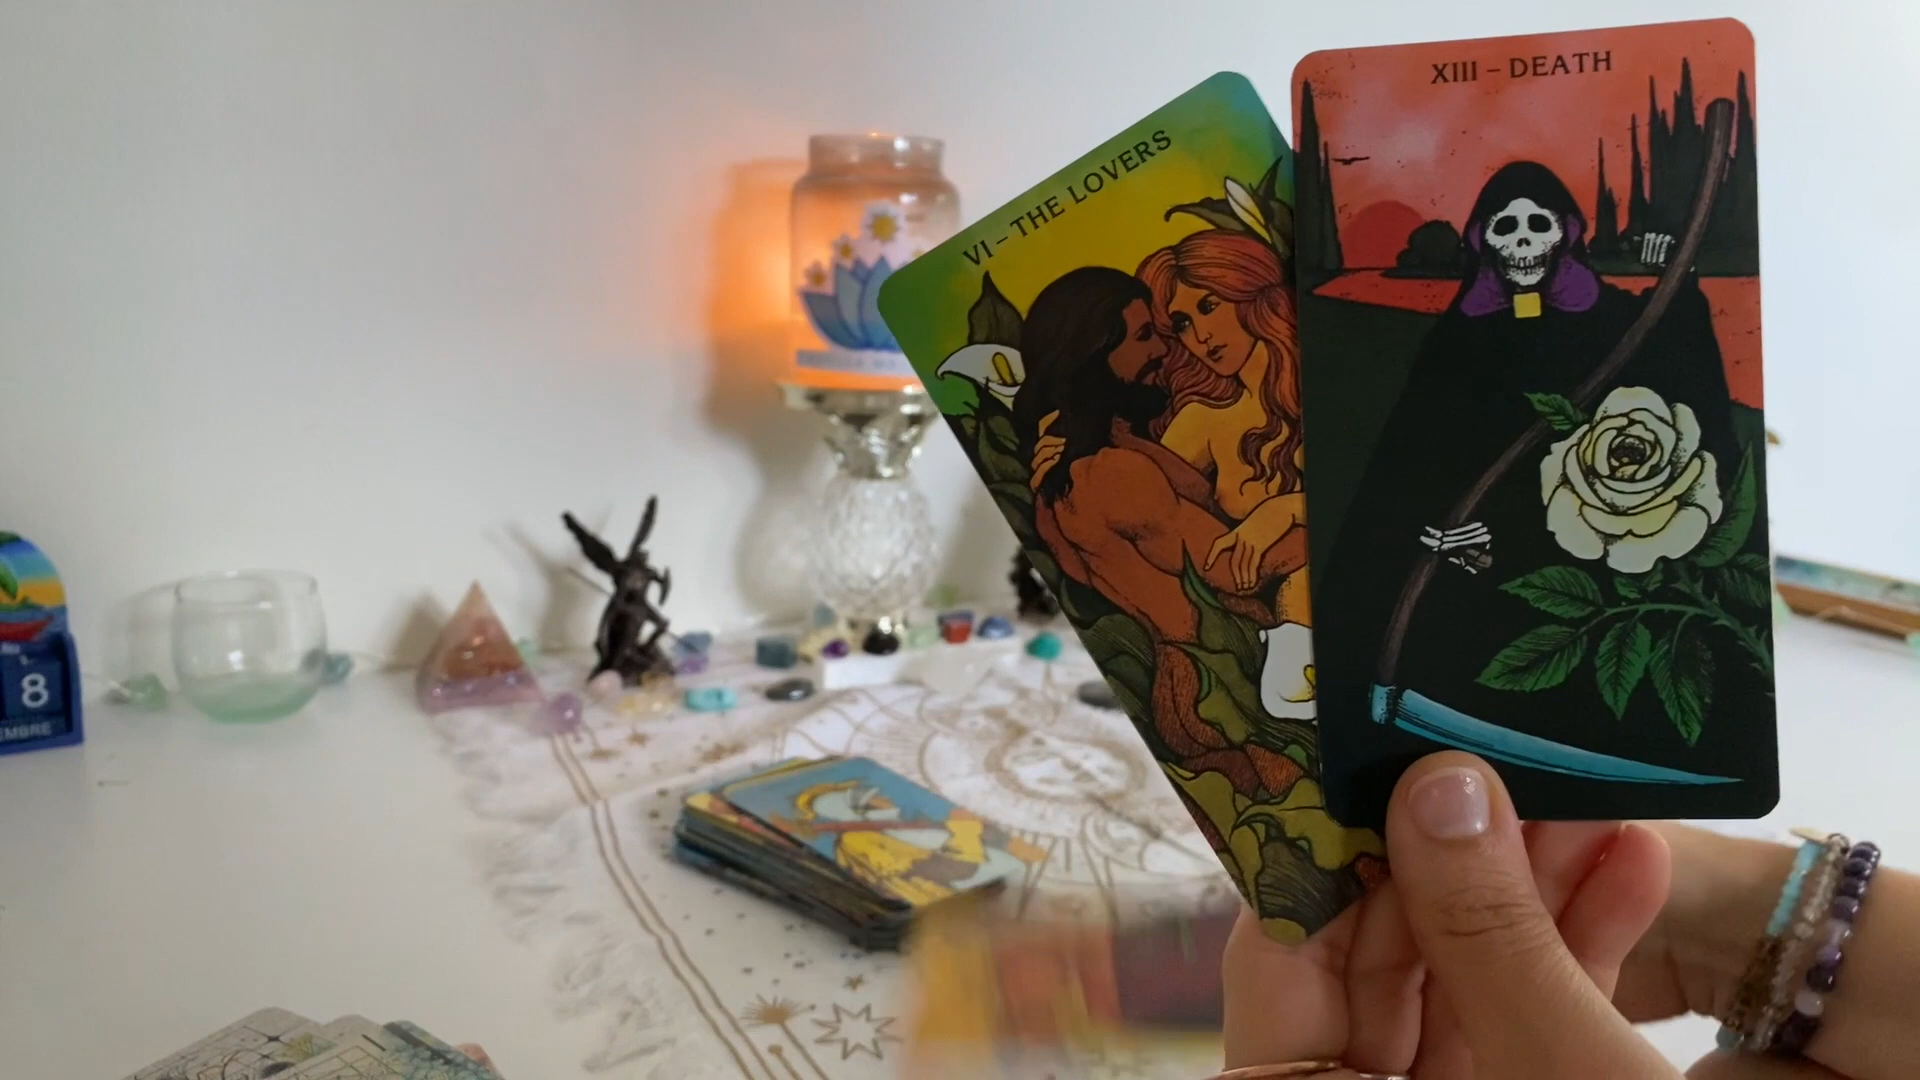 XIII – DEATH
VI – THE LOVERS
8
EMBRE